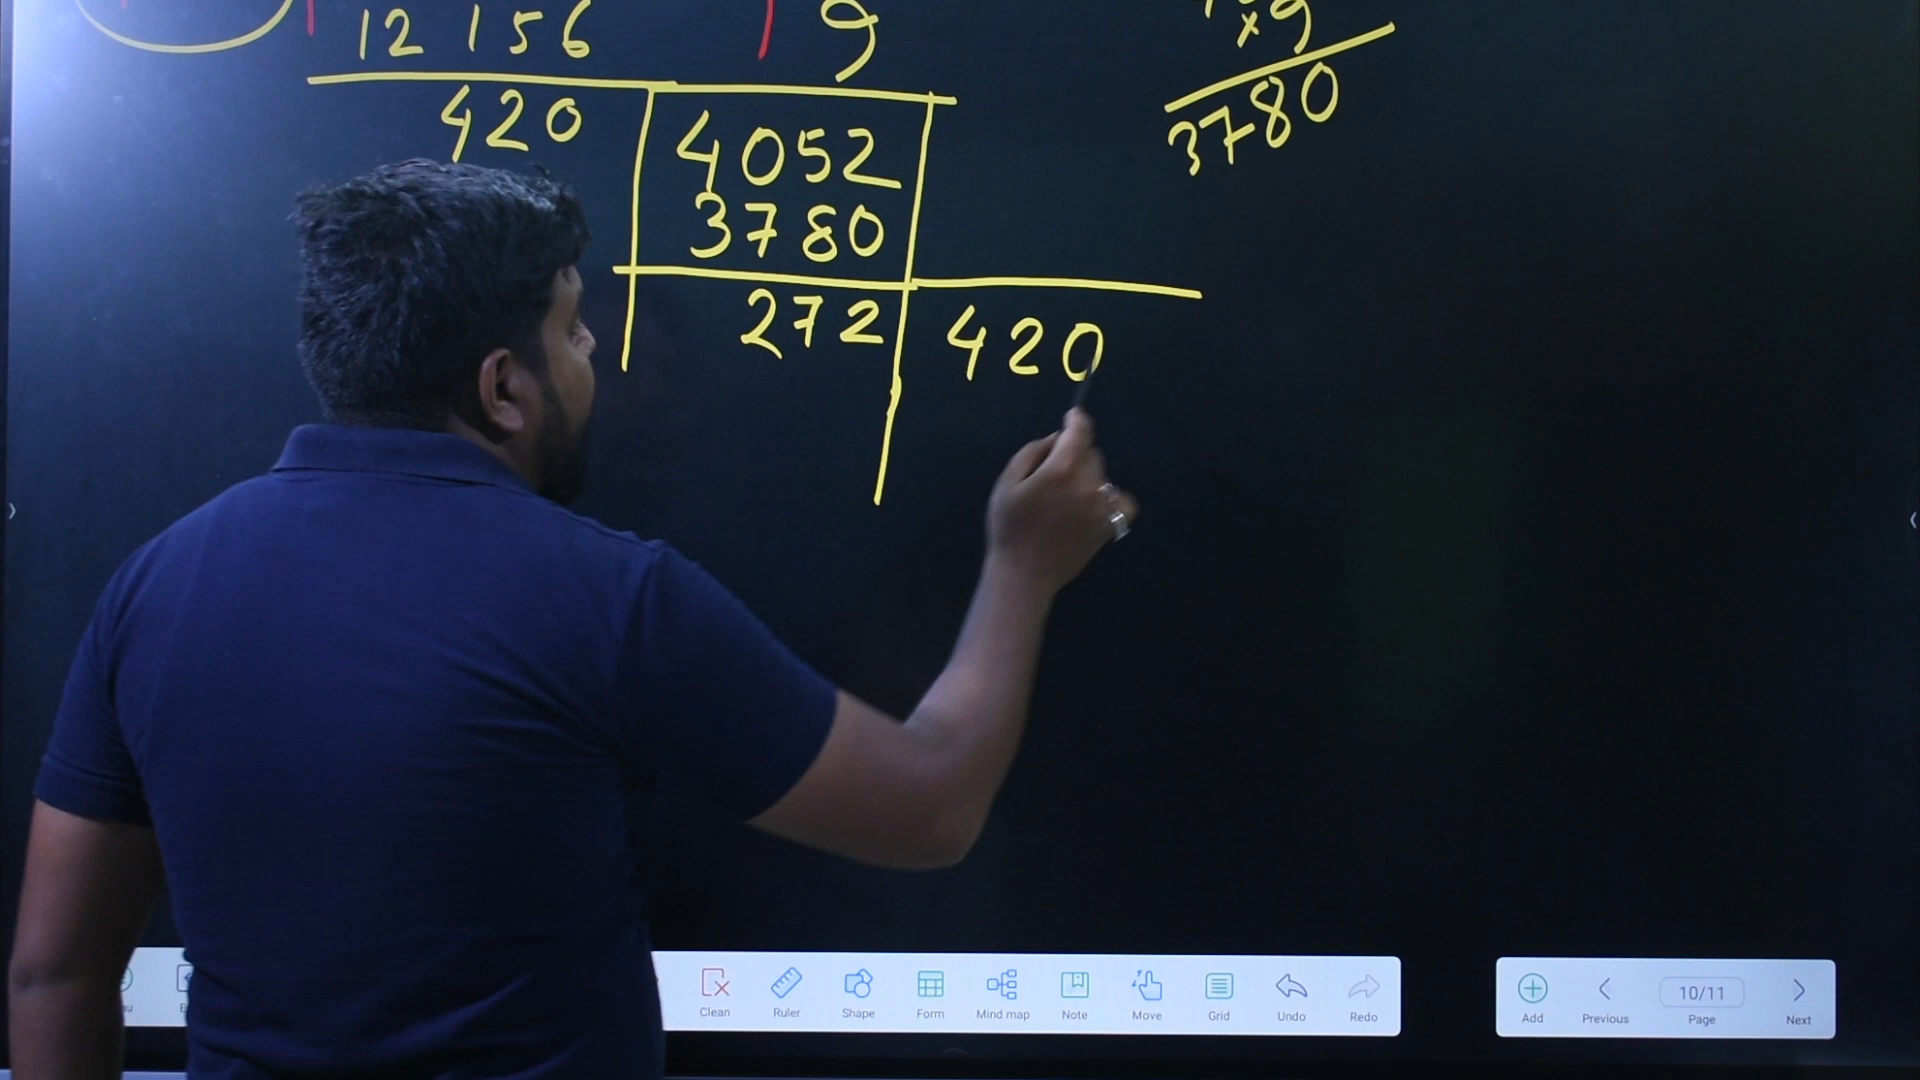 12 156 9
×9
420 4052
3780
3780
272 420
Clean Ruler Shape Form Mind map Note Move Grid Undo Redo
Add Previous 10/11 Page Next